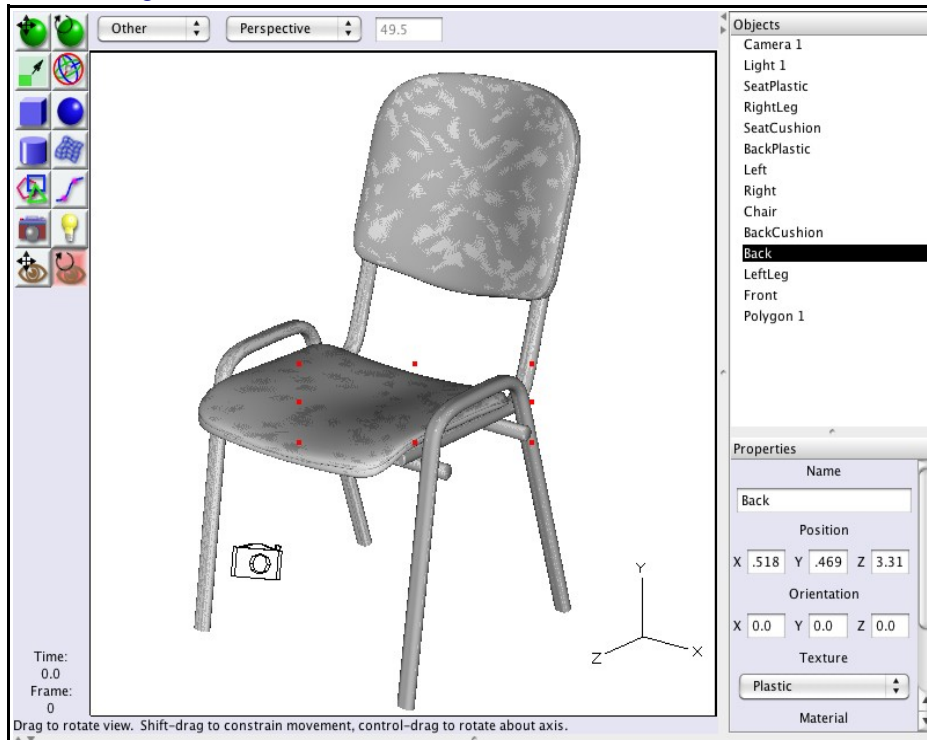 Other
Perspective
49.5
Objects
Camera 1
Light 1
SeatPlastic
RightLeg
SeatCushion
BackPlastic
Left
Right
Chair
BackCushion
Back
LeftLeg
Front
Polygon 1
Properties
Name
Back
Position
X .518 Y .469 Z 3.31
Orientation
X 0.0 Y 0.0 Z 0.0
Texture
Plastic
Material
Y
Z
X
Time:
0.0
Frame:
0
Drag to rotate view. Shift-drag to constrain movement, control-drag to rotate about axis.